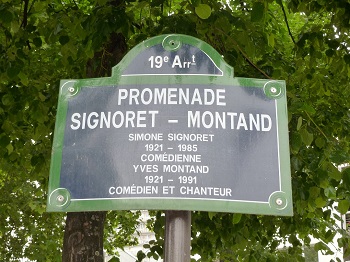 19e Arrt
PROMENADE
SIGNORET – MONTAND
SIMONE SIGNORET
1921 – 1985
COMÉDIENNE
YVES MONTAND
1921 – 1991
COMÉDIEN ET CHANTEUR